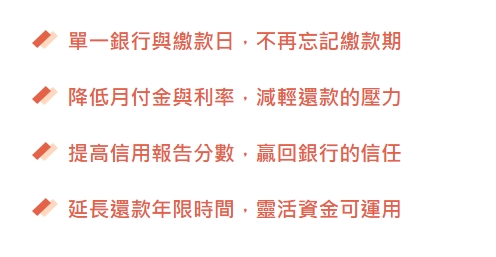 單一銀行與繳款日，不再忘記繳款期
降低月付金與利率，減輕還款的壓力
提高信用報告分數，贏回銀行的信任
延長還款年限時間，靈活資金可運用